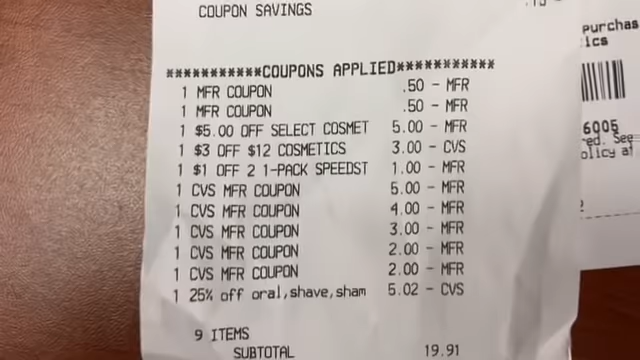 COUPON SAVINGS
***********COUPONS APPLIED***********
1 MFR COUPON .50 - MFR
1 MFR COUPON .50 - MFR
1 $5.00 OFF SELECT COSMET 5.00 - MFR
1 $3 OFF $12 COSMETICS 3.00 - CVS
1 $1 OFF 2 1-PACK SPEEDST 1.00 - MFR
1 CVS MFR COUPON 5.00 - MFR
1 CVS MFR COUPON 4.00 - MFR
1 CVS MFR COUPON 3.00 - MFR
1 CVS MFR COUPON 2.00 - MFR
1 CVS MFR COUPON 2.00 - MFR
1 25% off oral,shave,sham 5.02 - CVS
9 ITEMS
SUBTOTAL 19.91
purchas
ics
6005
ed. See
olicy at